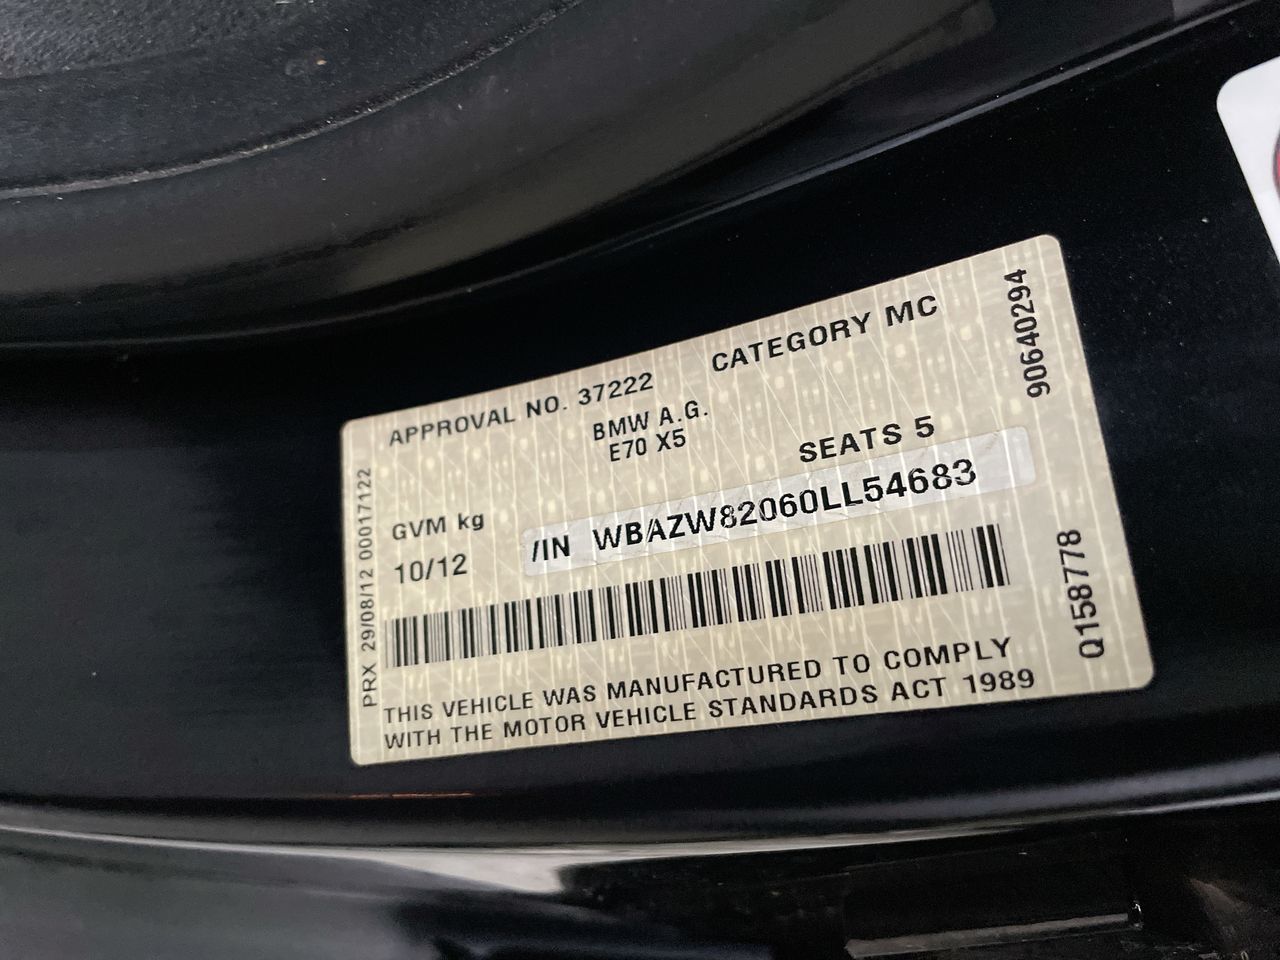 APPROVAL NO. 37222 CATEGORY MC
BMW A.G.
E70 X5
SEATS 5
GVM kg
/IN WBAZW82060LL54683
10/12
THIS VEHICLE WAS MANUFACTURED TO COMPLY
WITH THE MOTOR VEHICLE STANDARDS ACT 1989
PRX 29/08/12 00017122
90640294
Q158778